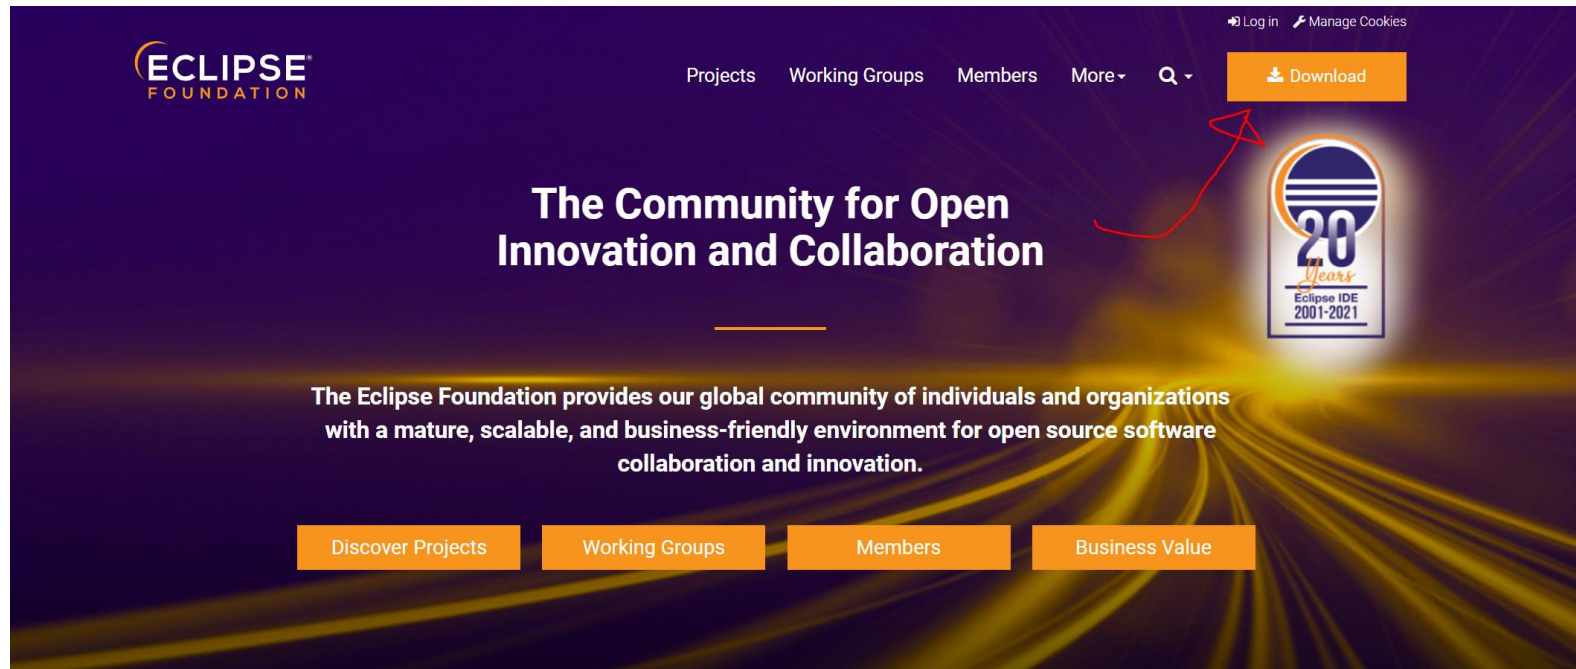 Log in Manage Cookies
ECLIPSE®
FOUNDATION
Projects Working Groups Members More Download
The Community for Open
Innovation and Collaboration
20
Years
Eclipse IDE
2001-2021
The Eclipse Foundation provides our global community of individuals and organizations
with a mature, scalable, and business-friendly environment for open source software
collaboration and innovation.
Discover Projects Working Groups Members Business Value